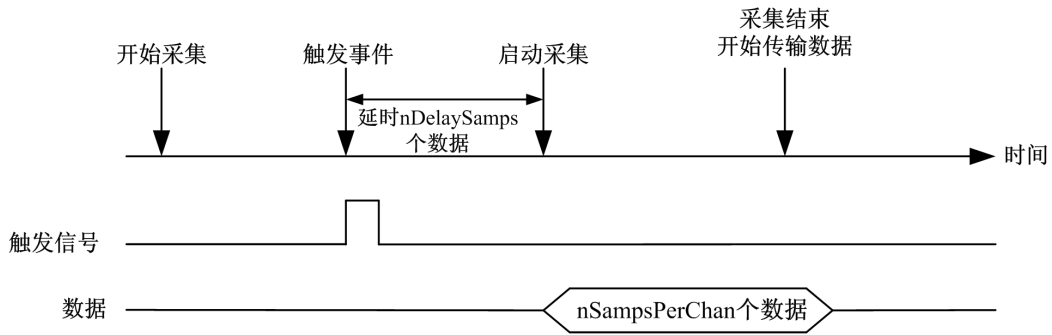 采集结束
开始传输数据
开始采集
触发事件
启动采集
延时nDelaySamps
个数据
时间
触发信号
数据
nSampsPerChan个数据